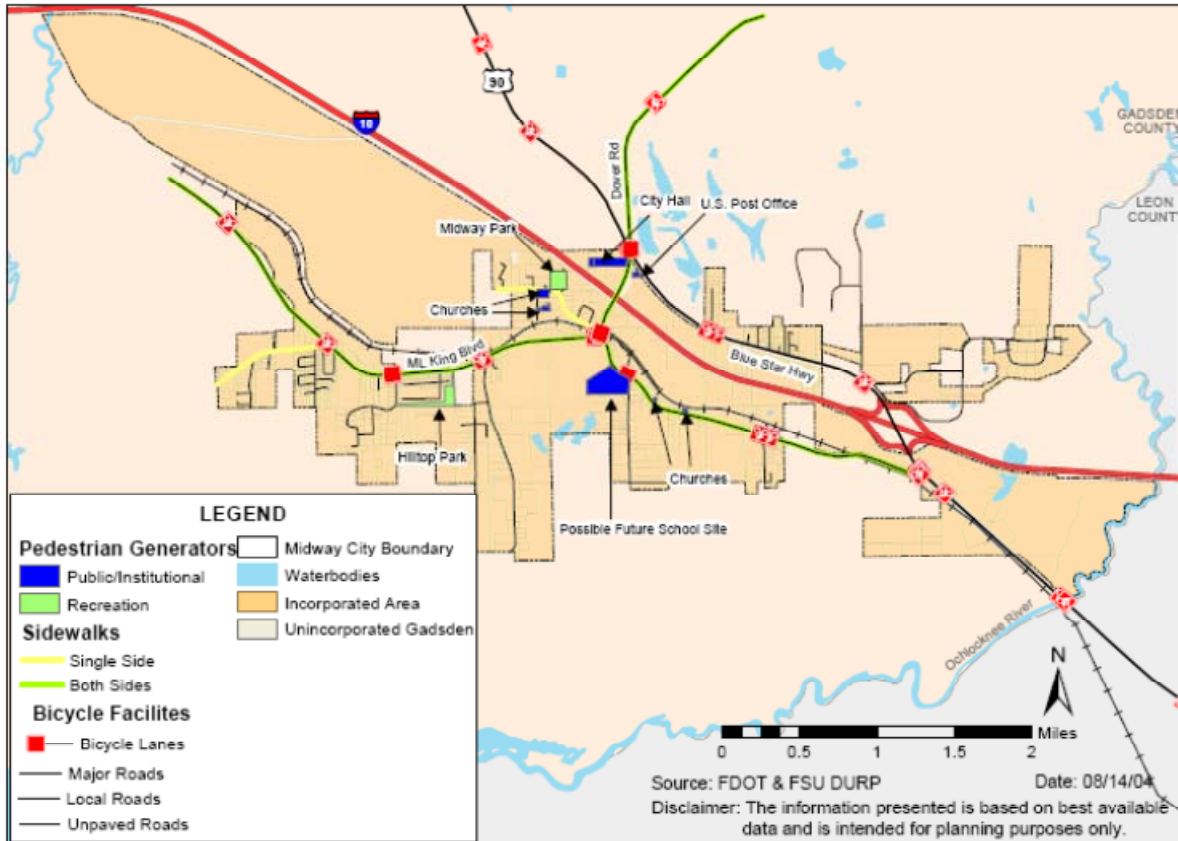 90
10
Dover Rd
GADSDEN
COUNTY
City Hall
U.S. Post Office
LEON
COUNTY
Midway Park
Churches
ML King Blvd
Blue Star Hwy
Hilltop Park
Churches
Possible Future School Site
LEGEND
Pedestrian Generators
Public/Institutional
Recreation
Sidewalks
Single Side
Both Sides
Bicycle Facilites
Bicycle Lanes
Major Roads
Local Roads
Unpaved Roads
Midway City Boundary
Waterbodies
Incorporated Area
Unincorporated Gadsden
Ochlocknee River
N
Miles
0 0.5 1 1.5 2
Source: FDOT & FSU DURP Date: 08/14/04
Disclaimer: The information presented is based on best available
data and is intended for planning purposes only.